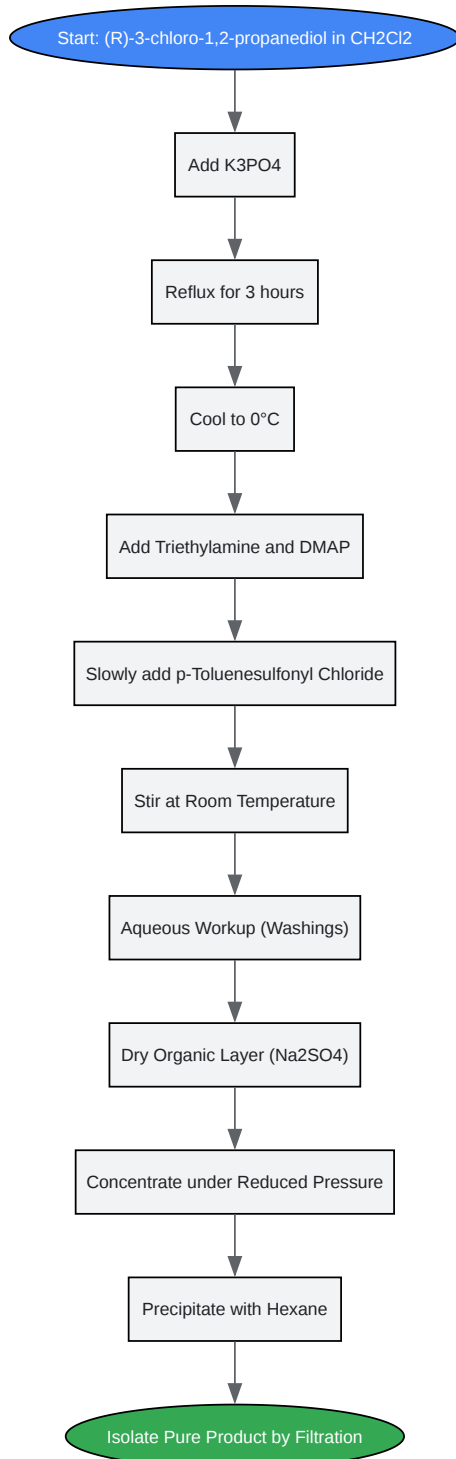 Start: (R)-3-chloro-1,2-propanediol in CH2Cl2
Add K3PO4
Reflux for 3 hours
Cool to 0°C
Add Triethylamine and DMAP
Slowly add p-Toluenesulfonyl Chloride
Stir at Room Temperature
Aqueous Workup (Washings)
Dry Organic Layer (Na2SO4)
Concentrate under Reduced Pressure
Precipitate with Hexane
Isolate Pure Product by Filtration